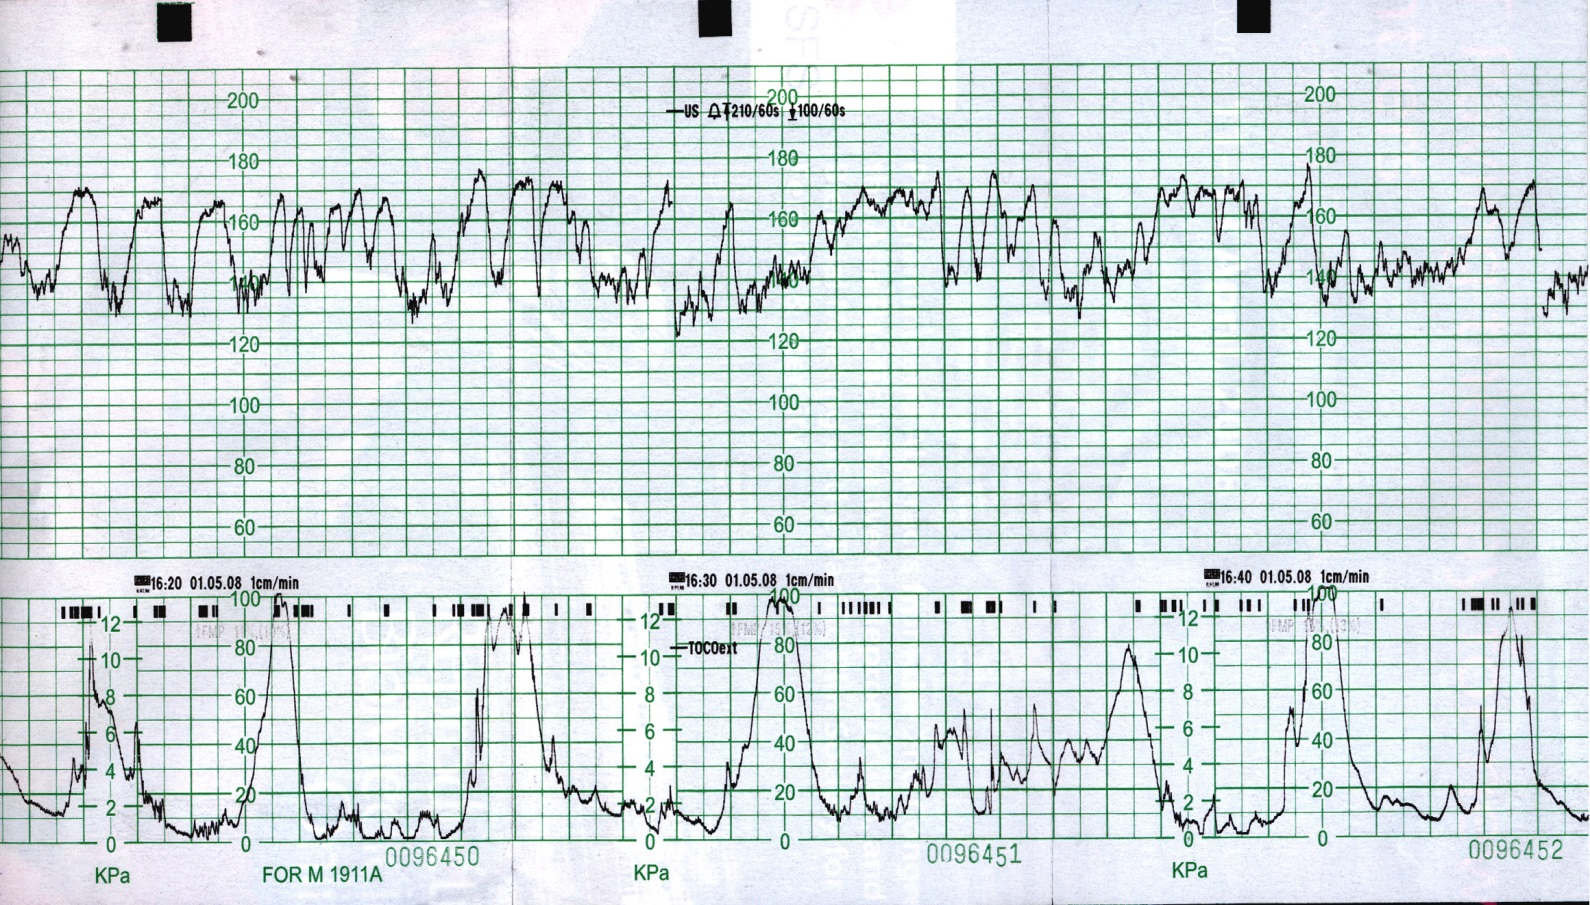 200 200 200
US 210/60s 100/60s
180 180 180
160 160 160
140 140 140
120 120 120
100 100 100
80 80 80
60 60 60
16:20 01.05.08 1cm/min 16:30 01.05.08 1cm/min 16:40 01.05.08 1cm/min
100 100 100
12 12 12
80 80 80
TOCOext
10 10 10
8 60 8 60 8 60
6 6 6
40 40 40
4 4 4
2 20 2 20 2 20
0 0 0 0 0 0
0096450 0096451 0096452
KPa FOR M 1911A KPa KPa